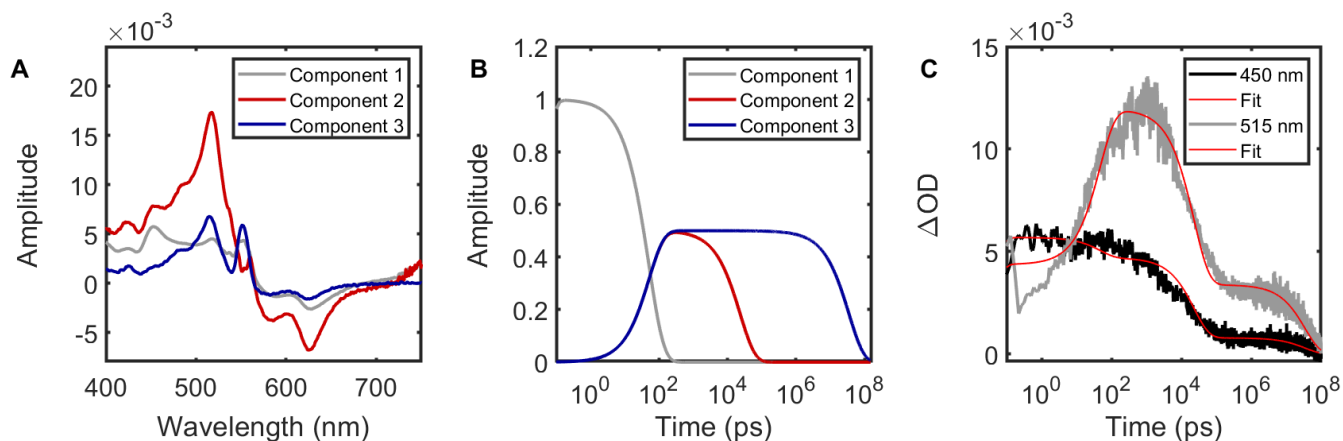 A
×10⁻³
Amplitude
20
15
10
5
0
-5
400 500 600 700
Wavelength (nm)
Component 1
Component 2
Component 3
B
Amplitude
1.2
1
0.8
0.6
0.4
0.2
0
10⁰ 10² 10⁴ 10⁶ 10⁸
Time (ps)
Component 1
Component 2
Component 3
C
×10⁻³
△OD
15
10
5
0
10⁰ 10² 10⁴ 10⁶ 10⁸
Time (ps)
450 nm
Fit
515 nm
Fit